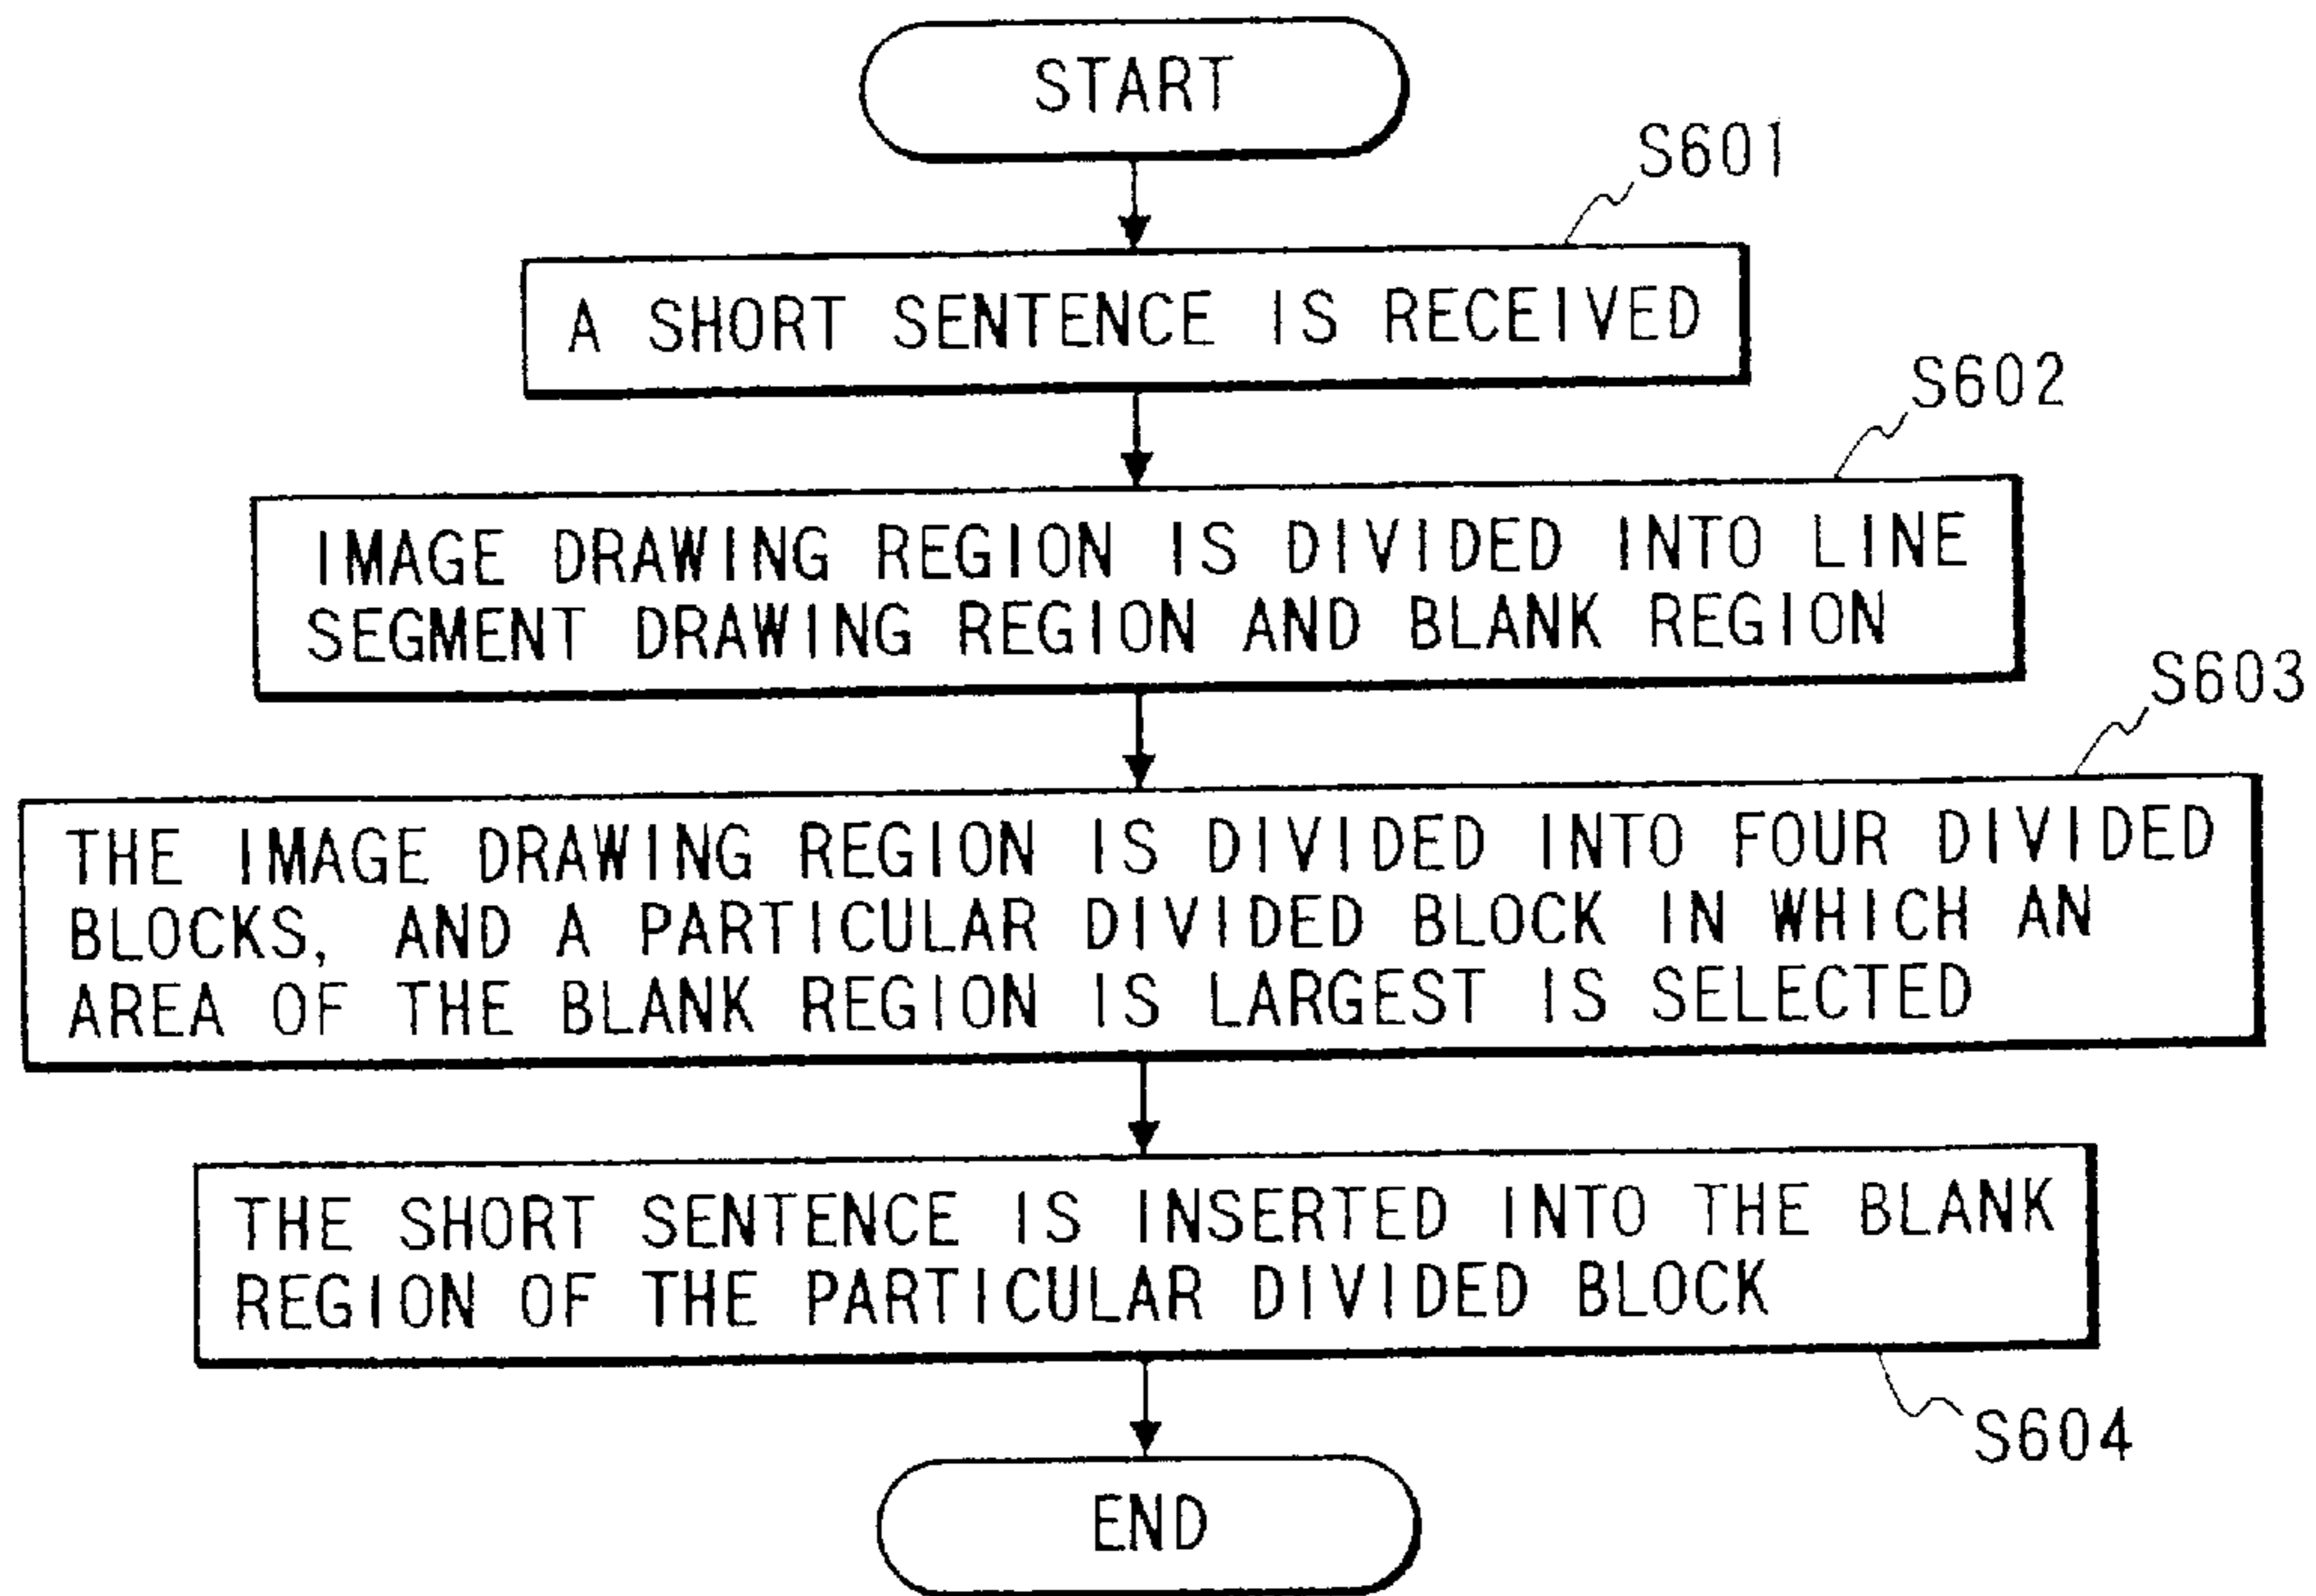 START
S601
A SHORT SENTENCE IS RECEIVED
S602
IMAGE DRAWING REGION IS DIVIDED INTO LINE
SEGMENT DRAWING REGION AND BLANK REGION
S603
THE IMAGE DRAWING REGION IS DIVIDED INTO FOUR DIVIDED
BLOCKS, AND A PARTICULAR DIVIDED BLOCK IN WHICH AN
AREA OF THE BLANK REGION IS LARGEST IS SELECTED
THE SHORT SENTENCE IS INSERTED INTO THE BLANK
REGION OF THE PARTICULAR DIVIDED BLOCK
S604
END